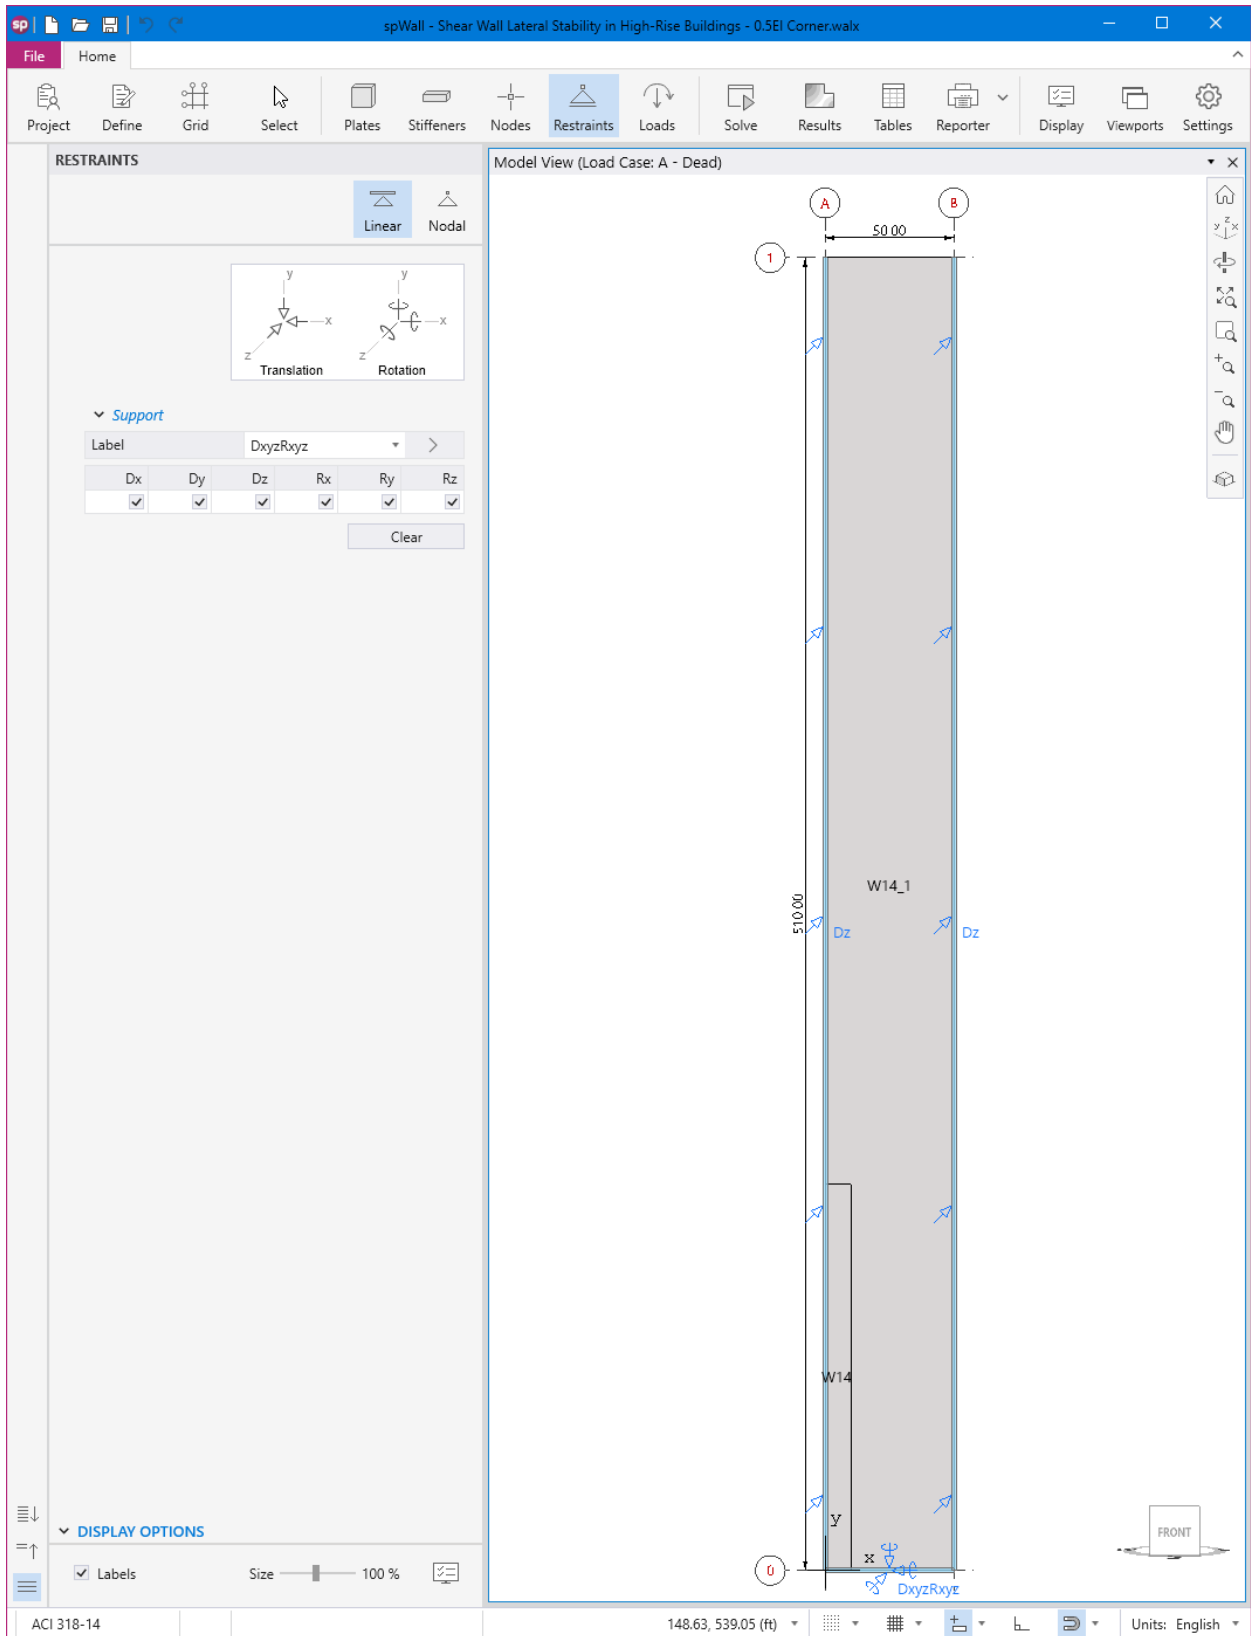 sp
spWall - Shear Wall Lateral Stability in High-Rise Buildings - 0.5EI Corner.walx
File Home
Project Define Grid Select Plates Stiffeners Nodes Restraints Loads Solve Results Tables Reporter Display Viewports Settings
RESTRAINTS
Linear Nodal
y y
x x
z z
Translation Rotation
Support
Label DxyzRxyz
Dx Dy Dz Rx Ry Rz
Clear
DISPLAY OPTIONS
Labels Size 100 %
Model View (Load Case: A - Dead)
A B
50.00
1
W14_1
510.00
Dz Dz
W14
y
x
0
DxyzRxyz
z
y x
FRONT
ACI 318-14 148.63, 539.05 (ft) Units: English